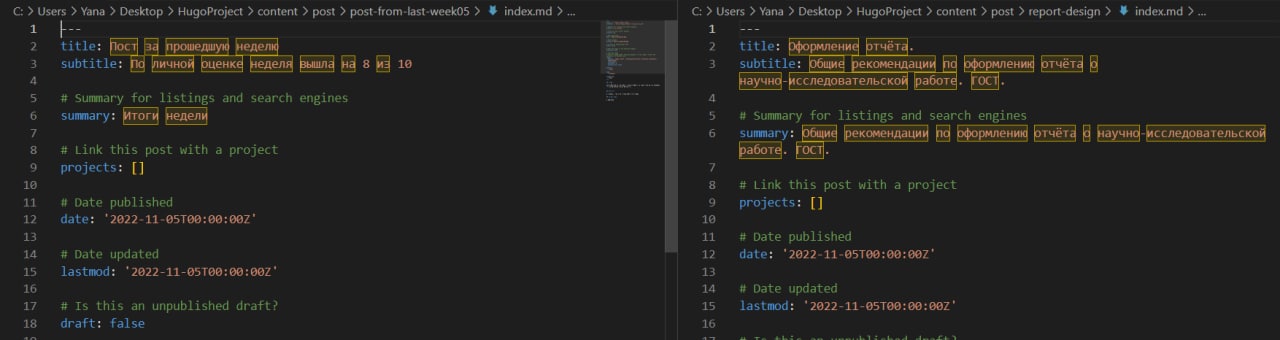 C: > Users > Yana > Desktop > HugoProject > content > post > post-from-last-week05 > index.md > ...
1 ---
2 title: Пост за прошедшую неделю
3 subtitle: По личной оценке неделя вышла на 8 из 10
4
5 # Summary for listings and search engines
6 summary: Итоги недели
7
8 # Link this post with a project
9 projects: []
10
11 # Date published
12 date: '2022-11-05T00:00:00Z'
13
14 # Date updated
15 lastmod: '2022-11-05T00:00:00Z'
16
17 # Is this an unpublished draft?
18 draft: false
19
C: > Users > Yana > Desktop > HugoProject > content > post > report-design > index.md > ...
1 ---
2 title: Оформление отчёта.
3 subtitle: Общие рекомендации по оформлению отчёта о
научно-исследовательской работе. ГОСТ.
4
5 # Summary for listings and search engines
6 summary: Общие рекомендации по оформлению отчёта о научно-исследовательской
работе. ГОСТ.
7
8 # Link this post with a project
9 projects: []
10
11 # Date published
12 date: '2022-11-05T00:00:00Z'
13
14 # Date updated
15 lastmod: '2022-11-05T00:00:00Z'
16
17 # Is this an unpublished draft?